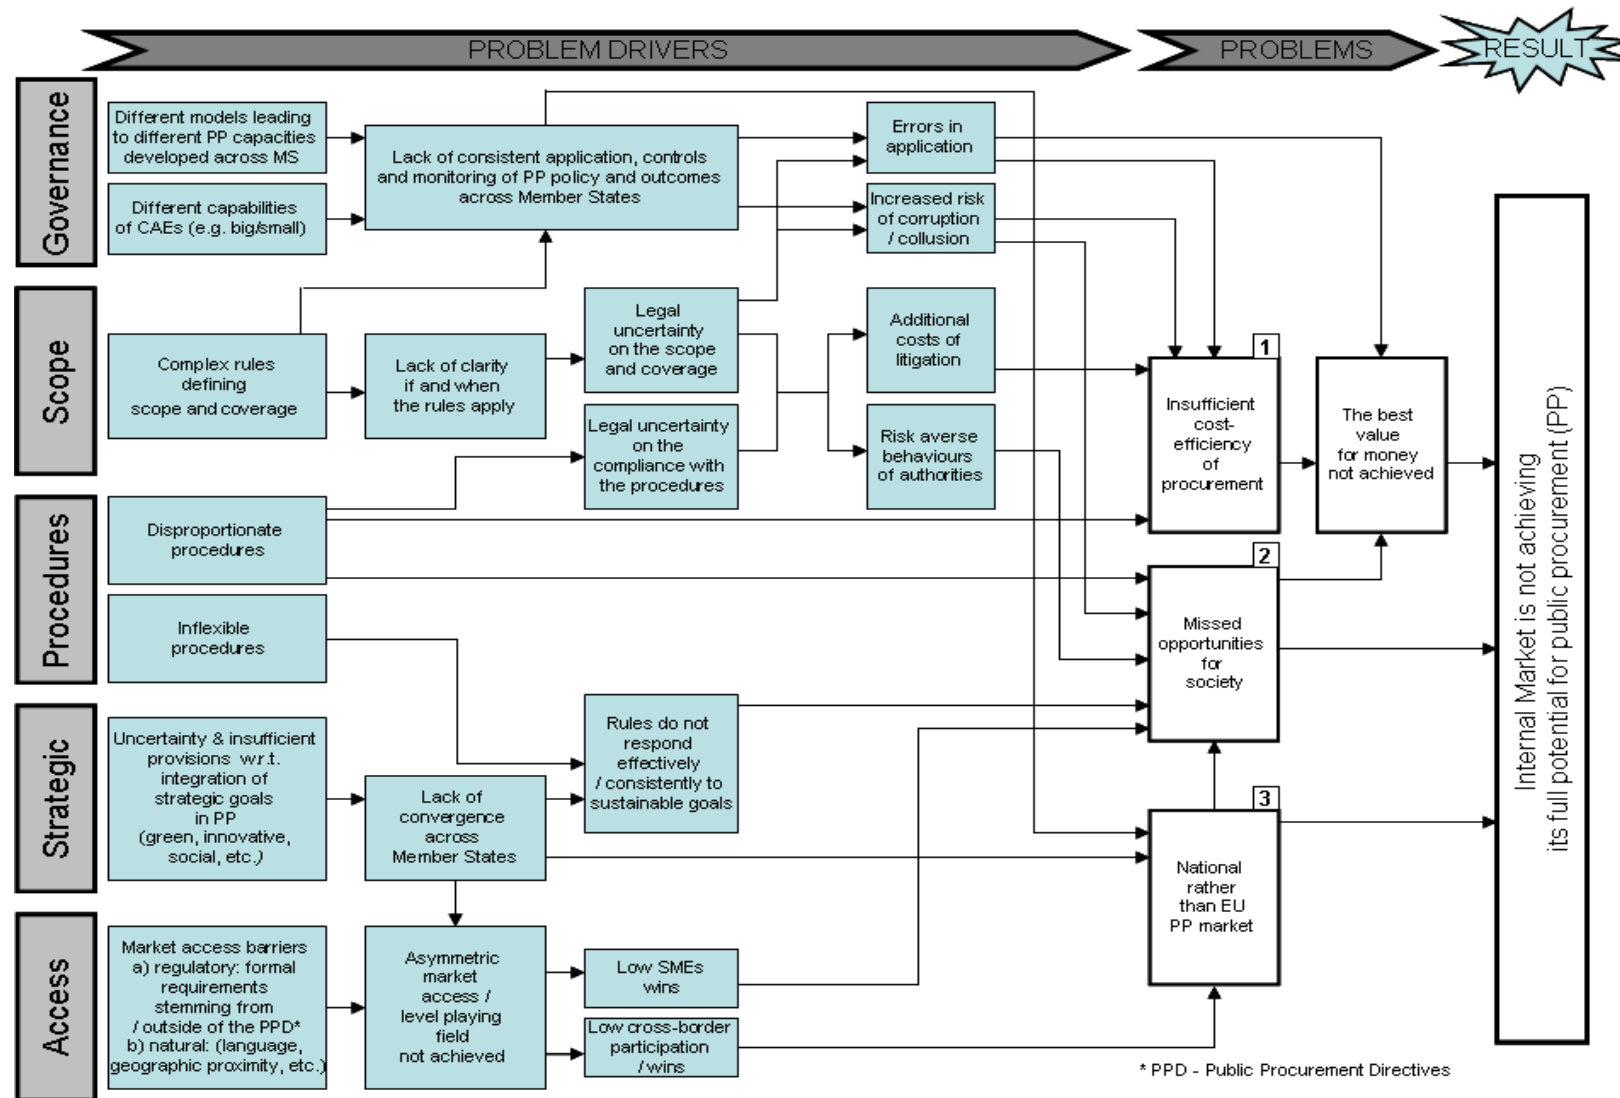 PROBLEM DRIVERS
PROBLEMS
RESULT
Governance
Different models leading
to different PP capacities
developed across MS
Different capabilities
of CAEs (e.g. big/small)
Lack of consistent application, controls
and monitoring of PP policy and outcomes
across Member States
Errors in
application
Increased risk
of corruption
/ collusion
Scope
Complex rules
defining
scope and coverage
Lack of clarity
if and when
the rules apply
Legal
uncertainty
on the scope
and coverage
Legal uncertainty
on the
compliance with
the procedures
Additional
costs of
litigation
Risk averse
behaviours
of authorities
1
Insufficient
cost-
efficiency
of
procurement
The best
value
for money
not achieved
Procedures
Disproportionate
procedures
Inflexible
procedures
2
Missed
opportunities
for
society
Strategic
Uncertainty & insufficient
provisions w.r.t.
integration of
strategic goals
in PP
(green, innovative,
social, etc.)
Lack of
convergence
across
Member States
Rules do not
respond
effectively
/ consistently to
sustainable goals
3
National
rather
than EU
PP market
Access
Market access barriers
a) regulatory: formal
requirements
stemming from
/ outside of the PPD*
b) natural: (language,
geographic proximity, etc.)
Asymmetric
market
access /
level playing
field
not achieved
Low SMEs
wins
Low cross-border
participation
/ wins
Internal Market is not achieving
its full potential for public procurement (PP)
* PPD - Public Procurement Directives